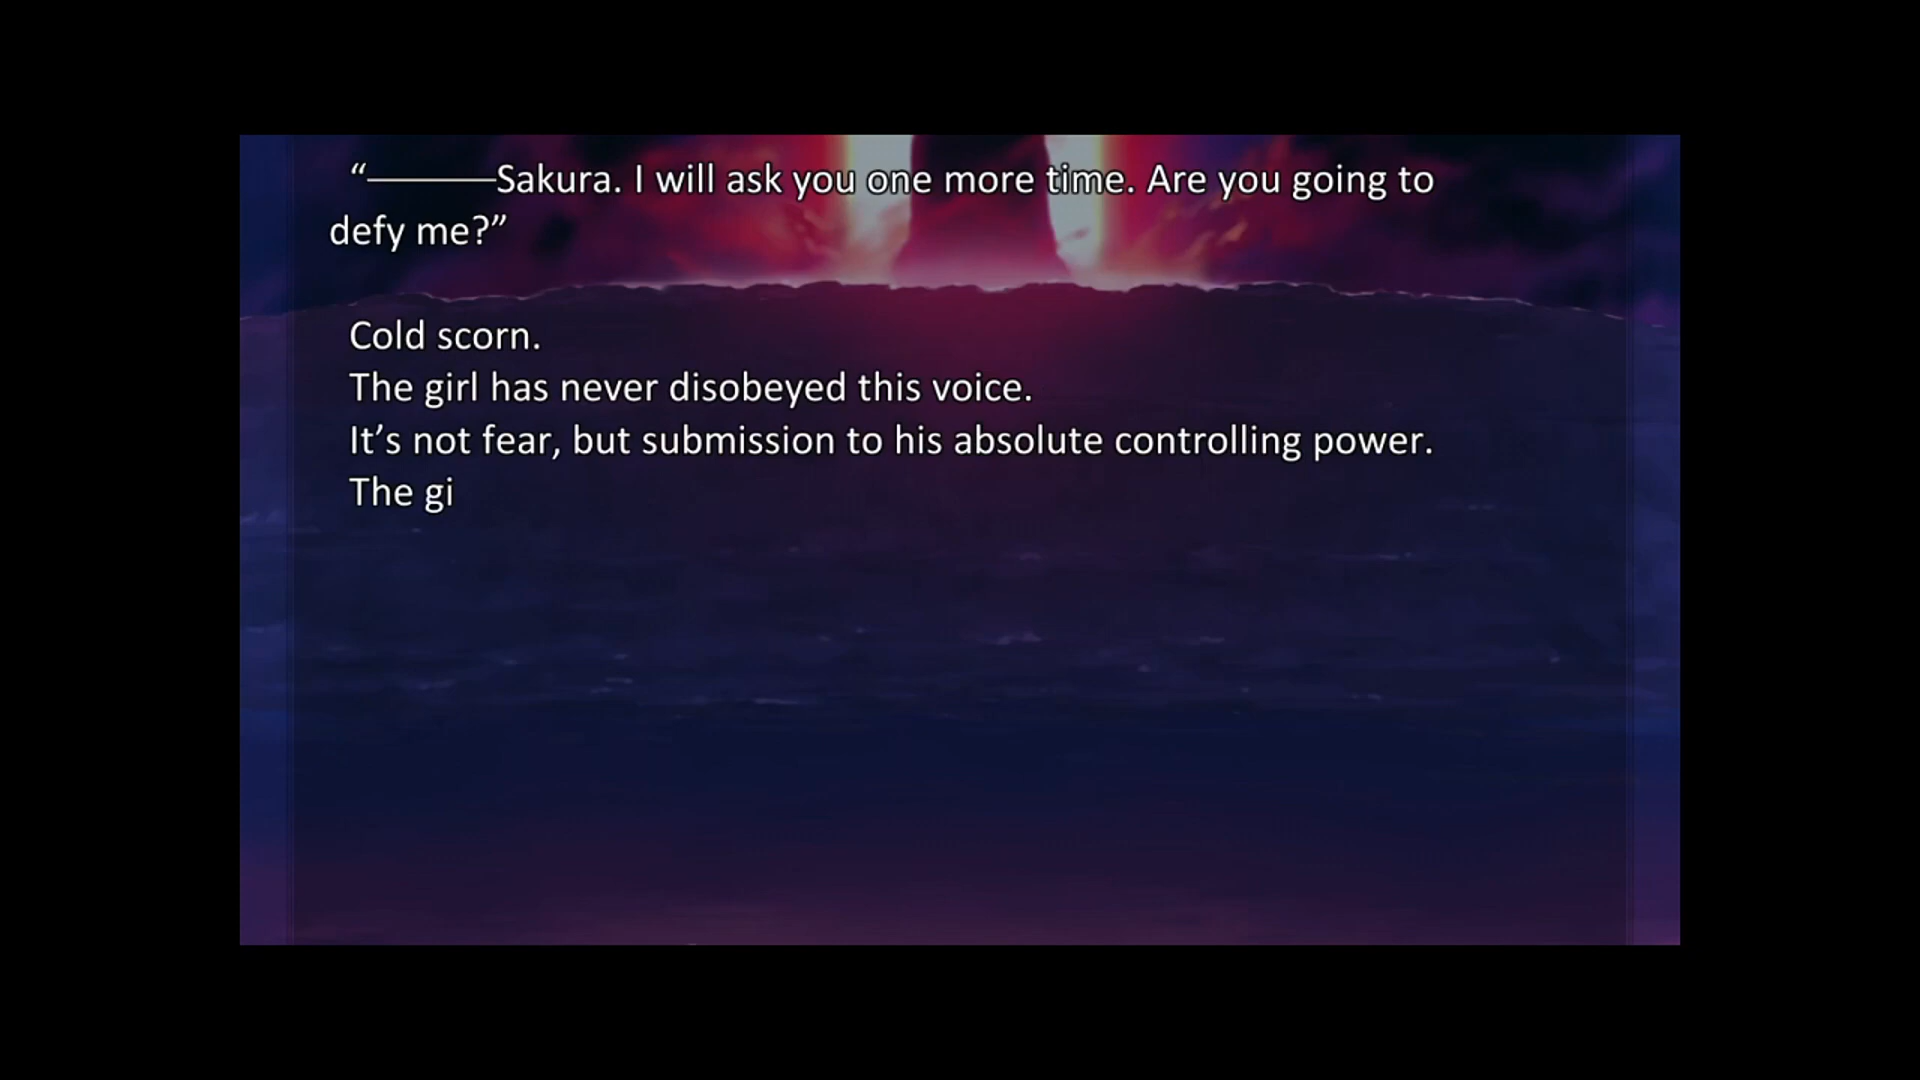 “―――――Sakura. I will ask you one more time. Are you going to
defy me?”
Cold scorn.
The girl has never disobeyed this voice.
It’s not fear, but submission to his absolute controlling power.
The gi